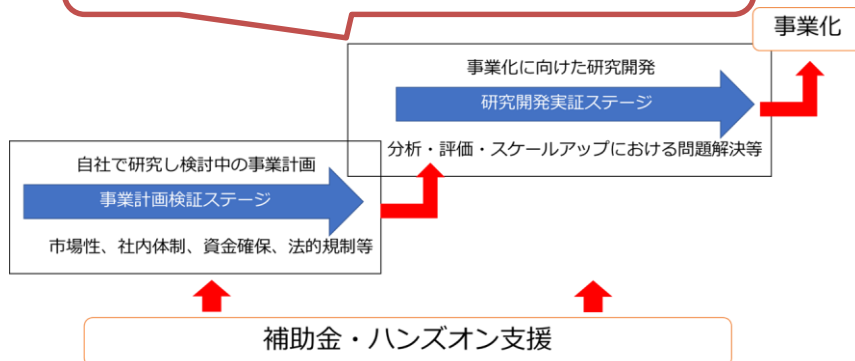 事業化
事業化に向けた研究開発
研究開発実証ステージ
分析・評価・スケールアップにおける問題解決等
自社で研究し検討中の事業計画
事業計画検証ステージ
市場性、社内体制、資金確保、法的規制等
補助金・ハンズオン支援